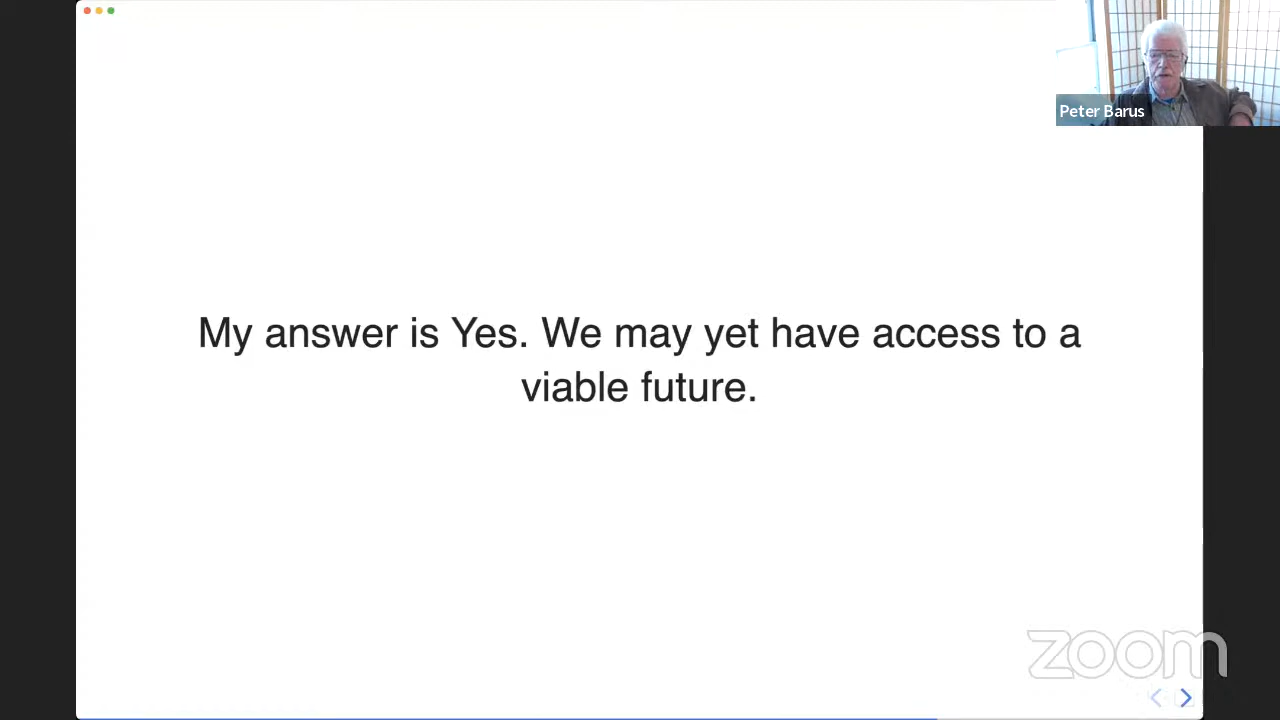 Peter Barus
My answer is Yes. We may yet have access to a
viable future.
zoom